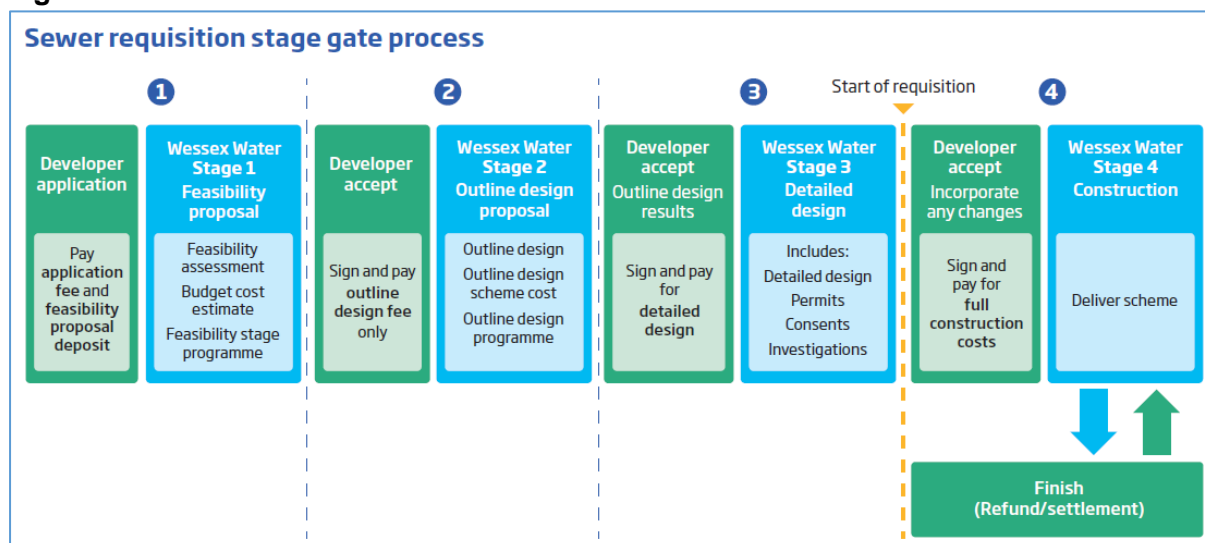 Sewer requisition stage gate process
1
2
3
Start of requisition
4
Developer
application
Pay
application
fee and
feasibility
proposal
deposit
Wessex Water
Stage 1
Feasibility
proposal
Feasibility
assessment
Budget cost
estimate
Feasibility stage
programme
Developer
accept
Sign and pay
outline
design fee
only
Wessex Water
Stage 2
Outline design
proposal
Outline design
Outline design
scheme cost
Outline design
programme
Developer
accept
Outline design
results
Sign and pay
for
detailed
design
Wessex Water
Stage 3
Detailed
design
Includes:
Detailed design
Permits
Consents
Investigations
Developer
accept
Incorporate
any changes
Sign and
pay for
full
construction
costs
Wessex Water
Stage 4
Construction
Deliver scheme
Finish
(Refund/settlement)